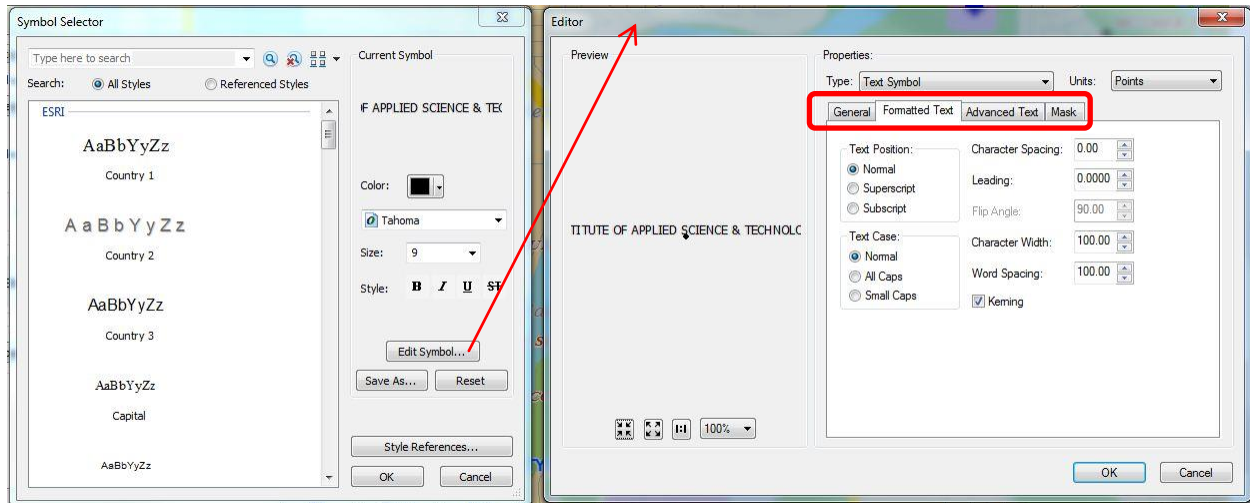 Symbol Selector
Type here to search
Search:
All Styles
Referenced Styles
ESRI
AaBbYyZz
Country 1
AaBbYyZz
Country 2
AaBbYyZz
Country 3
AaBbYyZz
Capital
AaBbYyZz
Current Symbol
OF APPLIED SCIENCE & TEC
Color:
Tahoma
Size:
9
Style:
B
I
U
ST
Edit Symbol...
Save As...
Reset
Style References...
OK
Cancel
Editor
Preview
TITUTE OF APPLIED SCIENCE & TECHNOLO
100%
Properties:
Type:
Text Symbol
Units:
Points
General
Formatted Text
Advanced Text
Mask
Text Position:
Normal
Superscript
Subscript
Text Case:
Normal
All Caps
Small Caps
Character Spacing:
0.00
Leading:
0.0000
Flip Angle:
90.00
Character Width:
100.00
Word Spacing:
100.00
Kerning
OK
Cancel